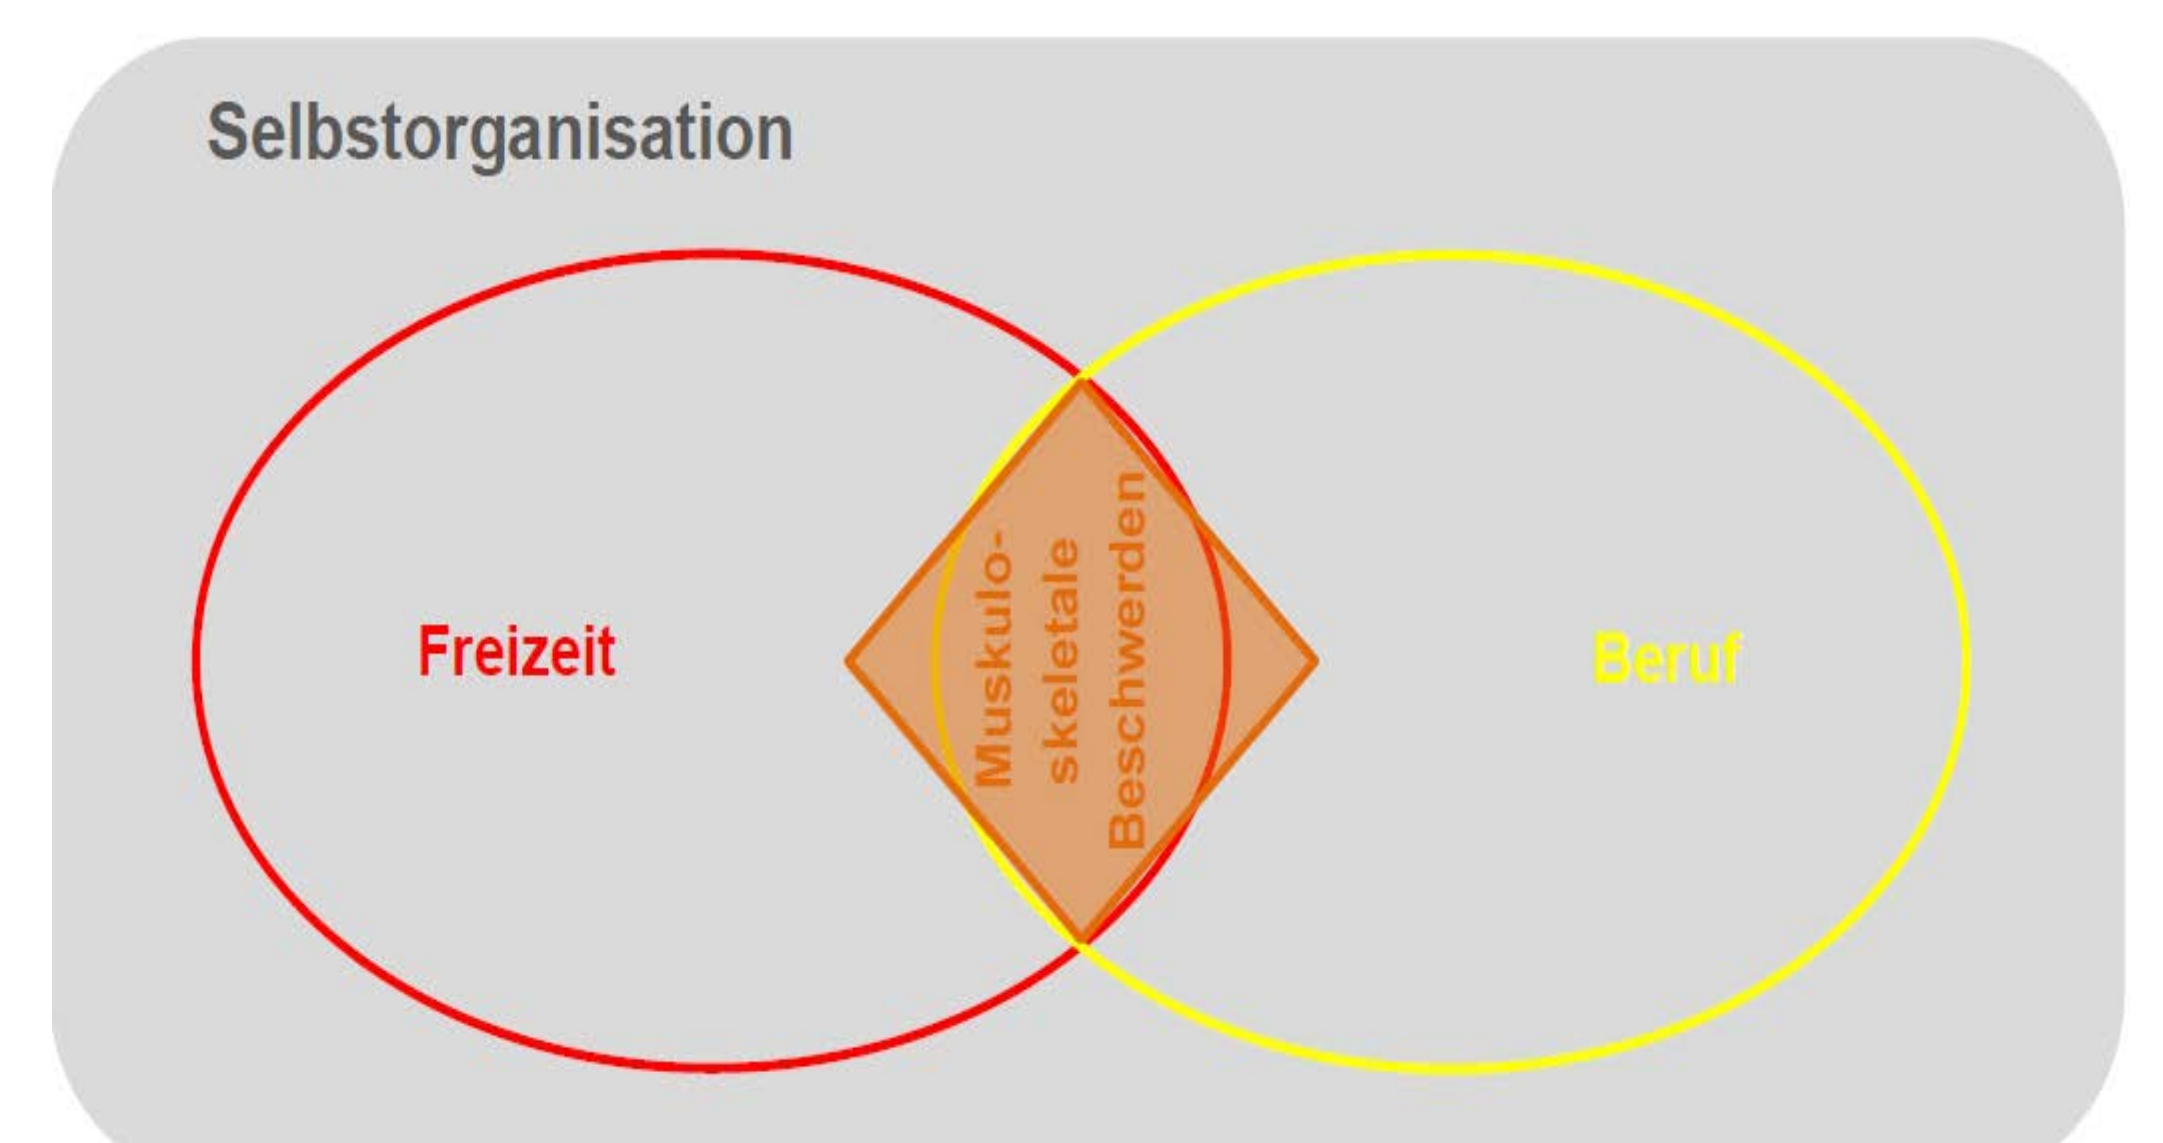 Selbstorganisation
Freizeit
Muskulo-
skeletale
Beschwerden
Beruf